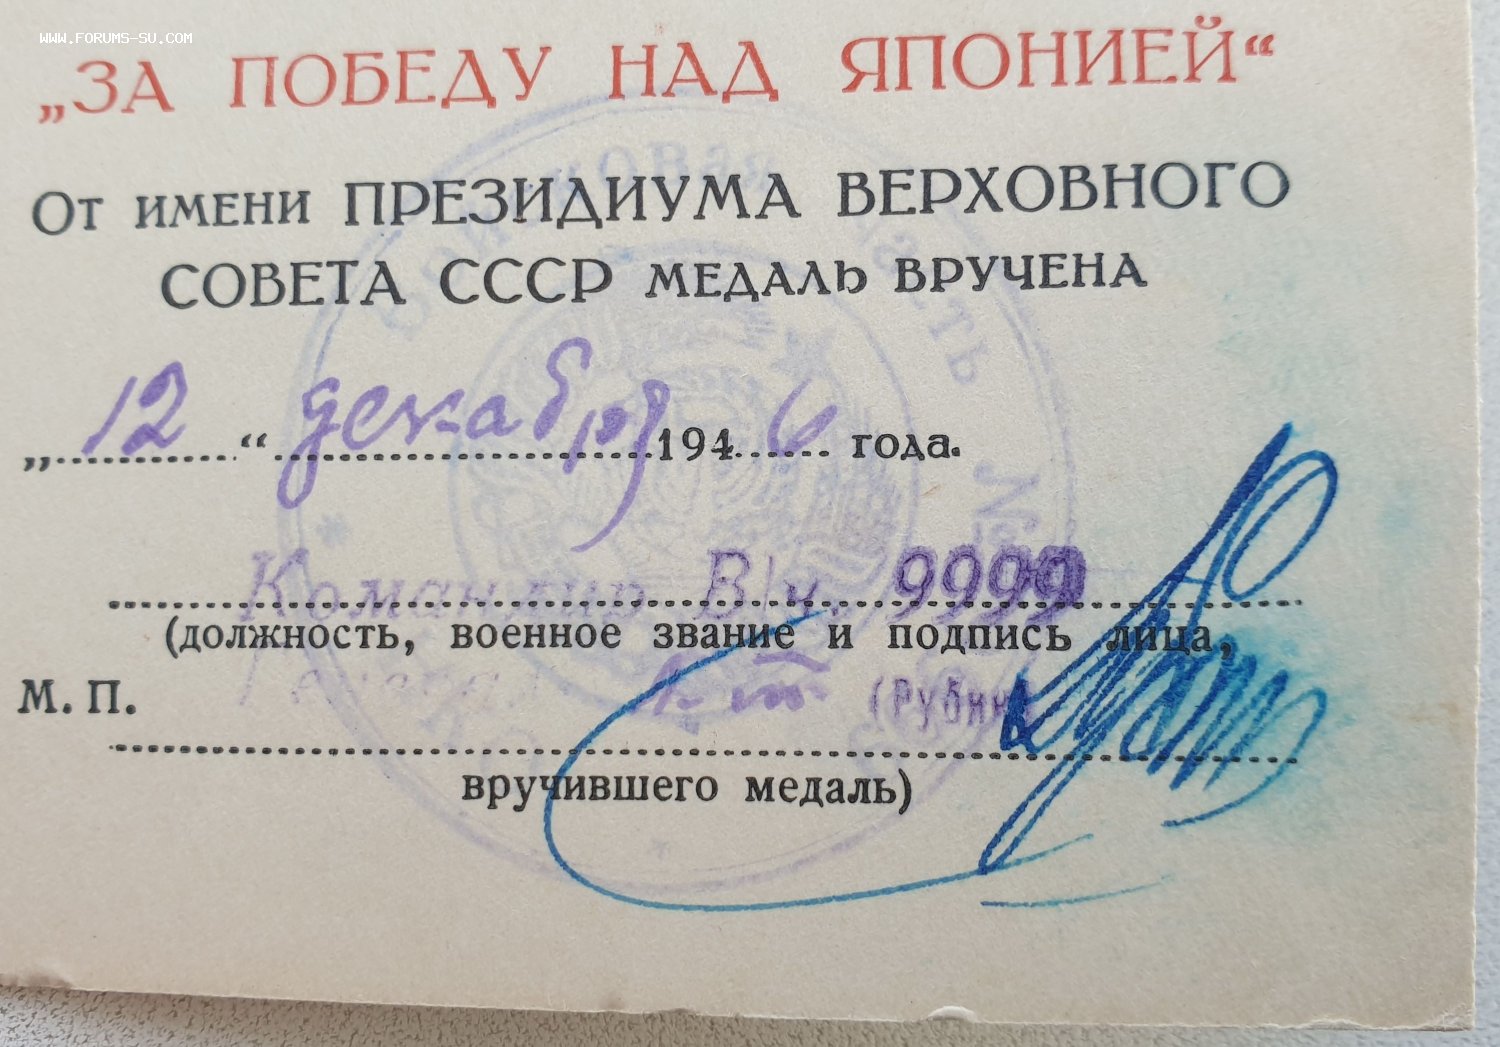 www.forums-su.com
„ЗА ПОБЕДУ НАД ЯПОНИЕЙ“
От имени ПРЕЗИДИУМА ВЕРХОВНОГО
СОВЕТА СССР медаль вручена
„12“ декабря 1946 года.
Командир В/ч. 9999
(должность, военное звание и подпись лица,
М. П.
Генерал (Рубин)
вручившего медаль)